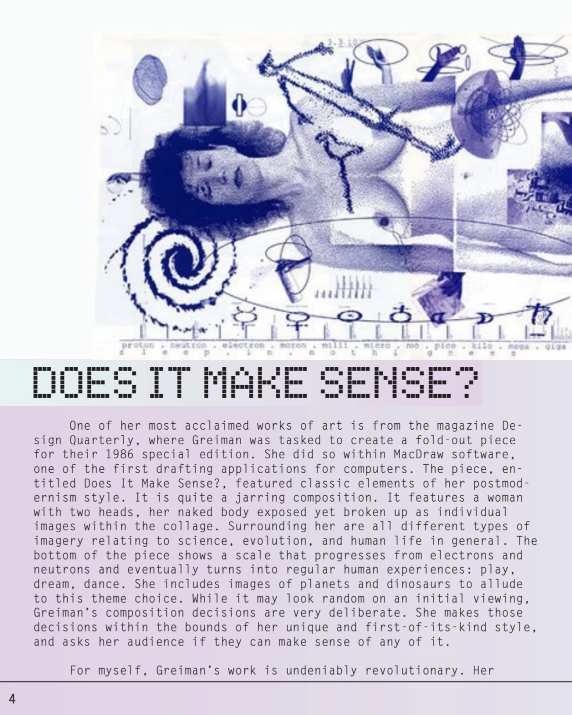 proton . neutron . electron . moron . milli . micro . no . pico . kilo . mega . giga
DOES IT MAKE SENSE?
One of her most acclaimed works of art is from the magazine De-
sign Quarterly, where Greiman was tasked to create a fold-out piece
for their 1986 special edition. She did so within MacDraw software,
one of the first drafting applications for computers. The piece, en-
titled Does It Make Sense?, featured classic elements of her postmod-
ernism style. It is quite a jarring composition. It features a woman
with two heads, her naked body exposed yet broken up as individual
images within the collage. Surrounding her are all different types of
imagery relating to science, evolution, and human life in general. The
bottom of the piece shows a scale that progresses from electrons and
neutrons and eventually turns into regular human experiences: play,
dream, dance. She includes images of planets and dinosaurs to allude
to this theme choice. While it may look random on an initial viewing,
Greiman's composition decisions are very deliberate. She makes those
decisions within the bounds of her unique and first-of-its-kind style,
and asks her audience if they can make sense of any of it.
For myself, Greiman's work is undeniably revolutionary. Her
4